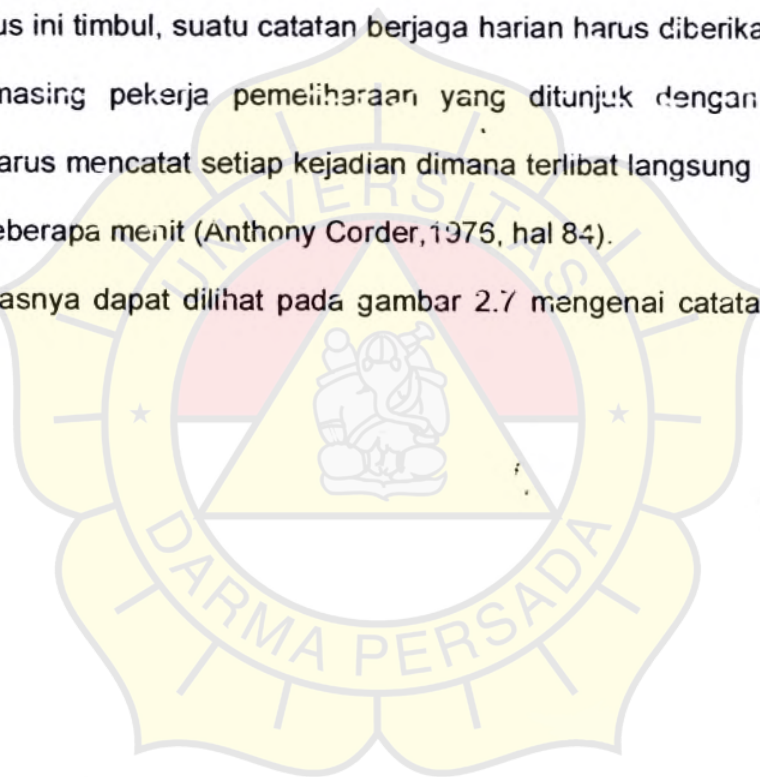 us ini timbul, suatu catatan berjaga harian harus diberika
masing pekerja pemeliharaan yang ditunjuk dengan
arus mencatat setiap kejadian dimana terlibat langsung
eberapa menit (Anthony Corder,1976, hal 84).
asnya dapat dilihat pada gambar 2.7 mengenai catata
UNIVERSITAS
DARMA PERSADA